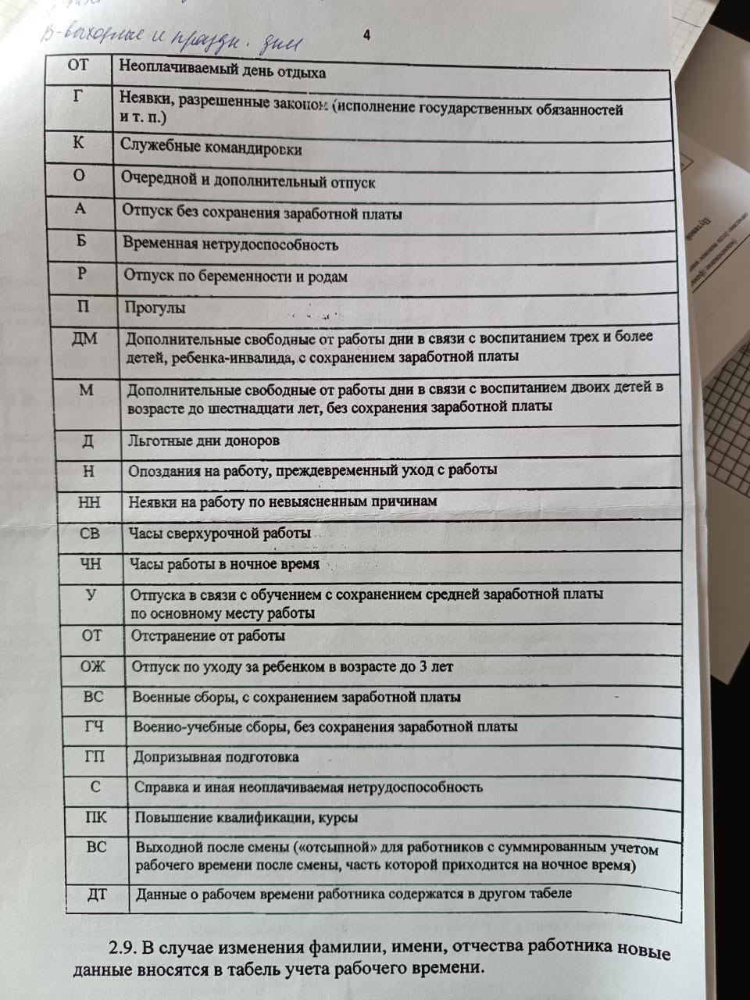 В-выходные и праздн. дни
4
ОТ Неоплачиваемый день отдыха
Г Неявки, разрешенные законом (исполнение государственных обязанностей
и т. п.)
К Служебные командировки
О Очередной и дополнительный отпуск
А Отпуск без сохранения заработной платы
Б Временная нетрудоспособность
Р Отпуск по беременности и родам
П Прогулы
ДМ Дополнительные свободные от работы дни в связи с воспитанием трех и более
детей, ребенка-инвалида, с сохранением заработной платы
М Дополнительные свободные от работы дни в связи с воспитанием двоих детей в
возрасте до шестнадцати лет, без сохранения заработной платы
Д Льготные дни доноров
Н Опоздания на работу, преждевременный уход с работы
НН Неявки на работу по невыясненным причинам
СВ Часы сверхурочной работы
ЧН Часы работы в ночное время
У Отпуска в связи с обучением с сохранением средней заработной платы
по основному месту работы
ОТ Отстранение от работы
ОЖ Отпуск по уходу за ребенком в возрасте до 3 лет
ВС Военные сборы, с сохранением заработной платы
ГЧ Военно-учебные сборы, без сохранения заработной платы
ГП Допризывная подготовка
С Справка и иная неоплачиваемая нетрудоспособность
ПК Повышение квалификации, курсы
ВС Выходной после смены («отсыпной» для работников с суммированным учетом
рабочего времени после смены, часть которой приходится на ночное время)
ДТ Данные о рабочем времени работника содержатся в другом табеле
2.9. В случае изменения фамилии, имени, отчества работника новые
данные вносятся в табель учета рабочего времени.
Путевой